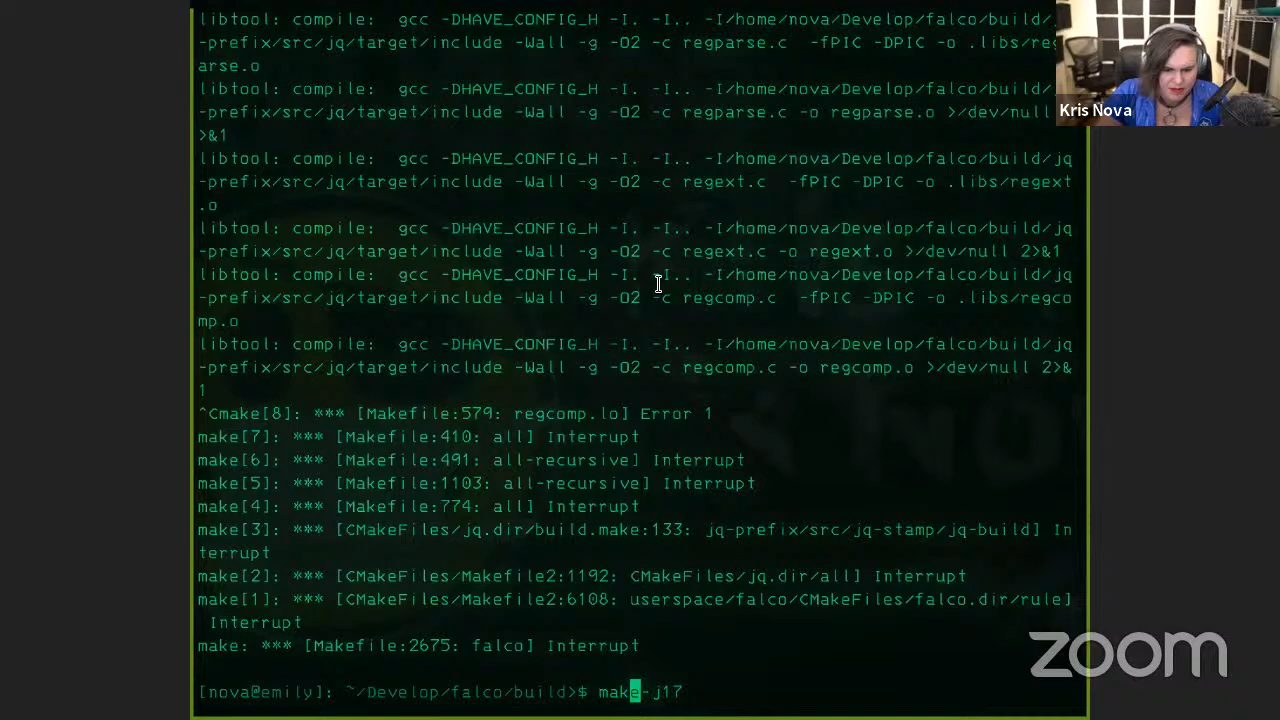 libtool: compile:  gcc -DHAVE_CONFIG_H -I. -I.. -I/home/nova/Develop/falco/build/
-prefix/src/jq/target/include -Wall -g -O2 -c regparse.c  -fPIC -DPIC -o .libs/reg
arse.o
libtool: compile:  gcc -DHAVE_CONFIG_H -I. -I.. -I/home/nova/Develop/falco/build/
-prefix/src/jq/target/include -Wall -g -O2 -c regparse.c -o regparse.o >/dev/null
>&1
libtool: compile:  gcc -DHAVE_CONFIG_H -I. -I.. -I/home/nova/Develop/falco/build/jq
-prefix/src/jq/target/include -Wall -g -O2 -c regext.c  -fPIC -DPIC -o .libs/regext
.o
libtool: compile:  gcc -DHAVE_CONFIG_H -I. -I.. -I/home/nova/Develop/falco/build/jq
-prefix/src/jq/target/include -Wall -g -O2 -c regext.c -o regext.o >/dev/null 2>&1
libtool: compile:  gcc -DHAVE_CONFIG_H -I. -I.. -I/home/nova/Develop/falco/build/jq
-prefix/src/jq/target/include -Wall -g -O2 -c regcomp.c  -fPIC -DPIC -o .libs/regco
mp.o
libtool: compile:  gcc -DHAVE_CONFIG_H -I. -I.. -I/home/nova/Develop/falco/build/jq
-prefix/src/jq/target/include -Wall -g -O2 -c regcomp.c -o regcomp.o >/dev/null 2>&
1
^Cmake[8]: *** [Makefile:579: regcomp.lo] Error 1
make[7]: *** [Makefile:410: all] Interrupt
make[6]: *** [Makefile:491: all-recursive] Interrupt
make[5]: *** [Makefile:1103: all-recursive] Interrupt
make[4]: *** [Makefile:774: all] Interrupt
make[3]: *** [CMakeFiles/jq.dir/build.make:133: jq-prefix/src/jq-stamp/jq-build] In
terrupt
make[2]: *** [CMakeFiles/Makefile2:1192: CMakeFiles/jq.dir/all] Interrupt
make[1]: *** [CMakeFiles/Makefile2:6108: userspace/falco/CMakeFiles/falco.dir/rule]
 Interrupt
make: *** [Makefile:2675: falco] Interrupt
[nova@emily]: ~/Develop/falco/build>$ make-j17
Kris Nova
zoom